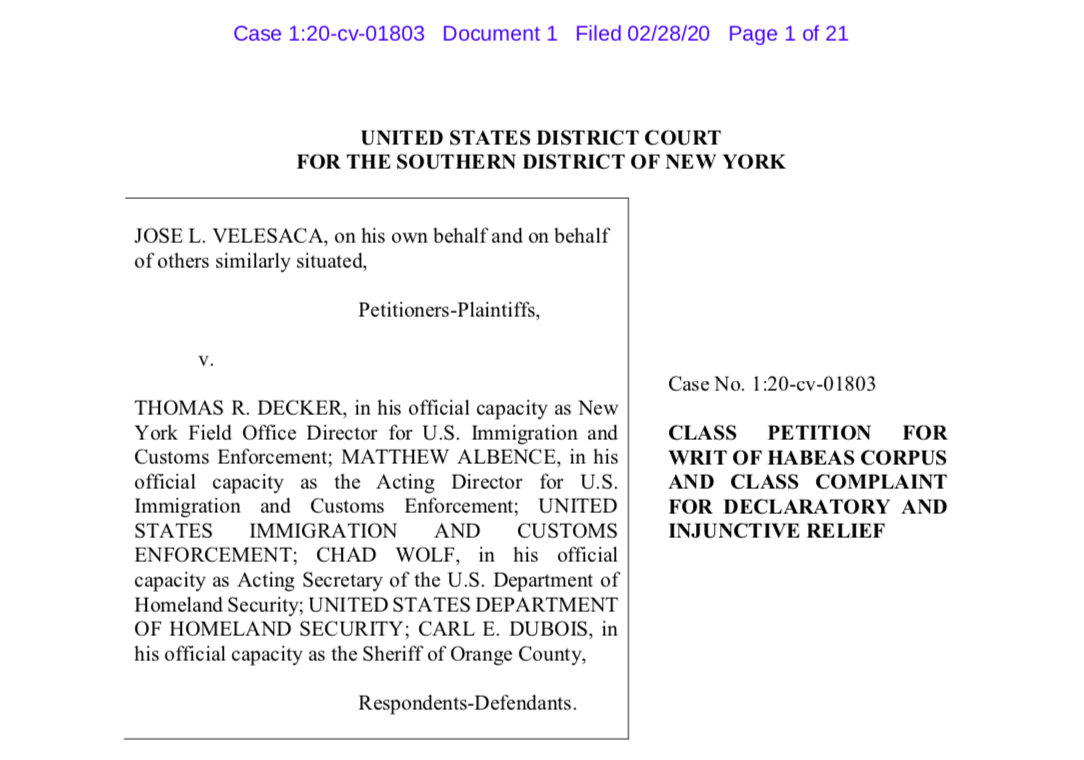 Case 1:20-cv-01803 Document 1 Filed 02/28/20 Page 1 of 21
UNITED STATES DISTRICT COURT
FOR THE SOUTHERN DISTRICT OF NEW YORK
JOSE L. VELESACA, on his own behalf and on behalf
of others similarly situated,
Petitioners-Plaintiffs,
v.
THOMAS R. DECKER, in his official capacity as New
York Field Office Director for U.S. Immigration and
Customs Enforcement; MATTHEW ALBENCE, in his
official capacity as the Acting Director for U.S.
Immigration and Customs Enforcement; UNITED
STATES IMMIGRATION AND CUSTOMS
ENFORCEMENT; CHAD WOLF, in his official
capacity as Acting Secretary of the U.S. Department of
Homeland Security; UNITED STATES DEPARTMENT
OF HOMELAND SECURITY; CARL E. DUBOIS, in
his official capacity as the Sheriff of Orange County,
Respondents-Defendants.
Case No. 1:20-cv-01803
CLASS PETITION FOR
WRIT OF HABEAS CORPUS
AND CLASS COMPLAINT
FOR DECLARATORY AND
INJUNCTIVE RELIEF